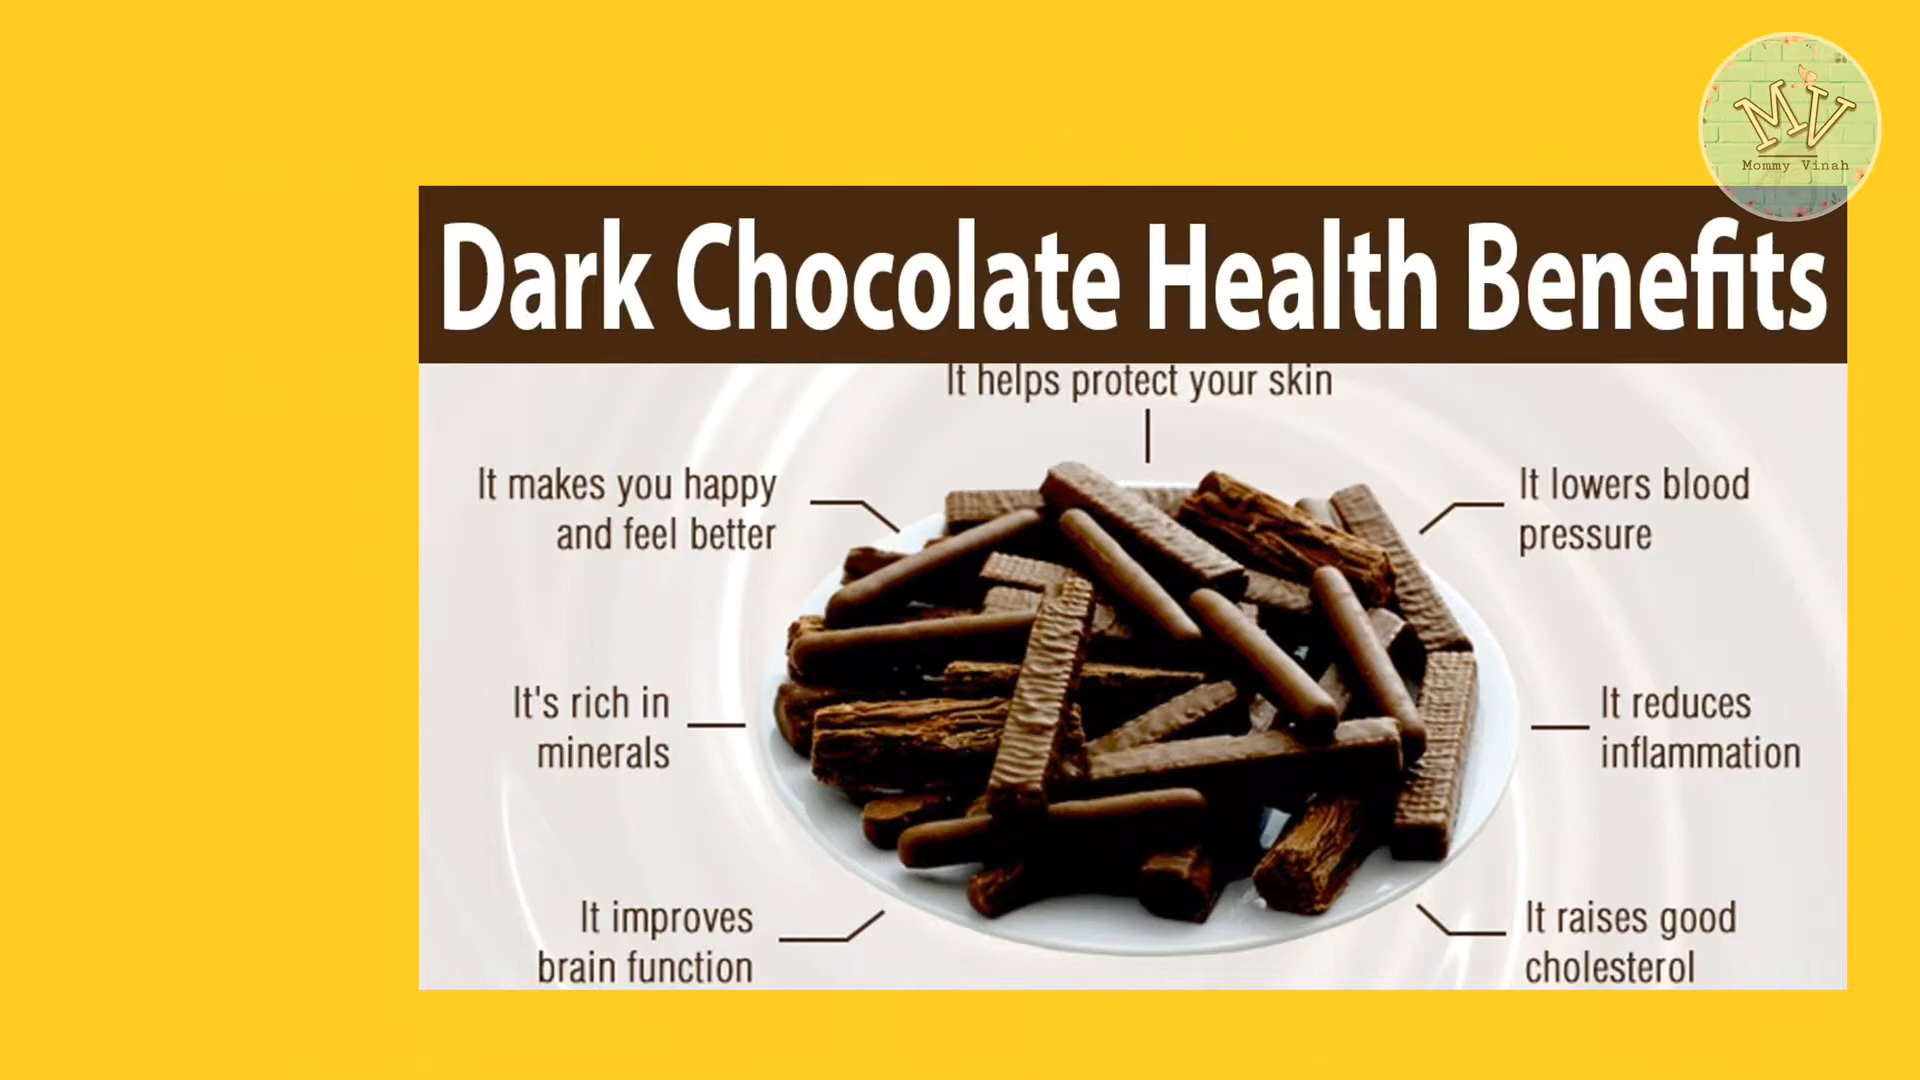 MV
Mommy Vinah
Dark Chocolate Health Benefits
It helps protect your skin
It makes you happy
and feel better
It lowers blood
pressure
It's rich in
minerals
It reduces
inflammation
It improves
brain function
It raises good
cholesterol